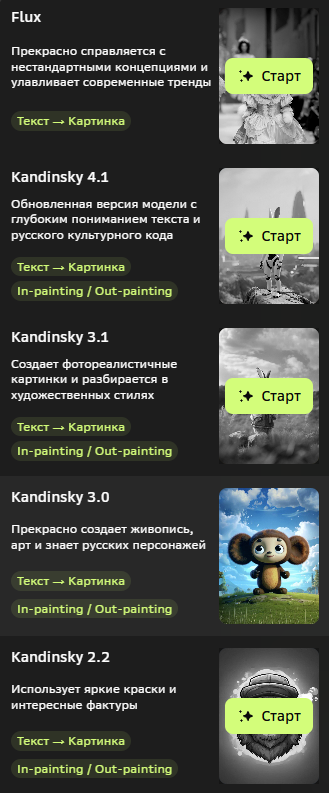 Flux
Прекрасно справляется с
нестандартными концепциями и
улавливает современные тренды
Старт
Текст → Картинка
Kandinsky 4.1
Обновленная версия модели с
глубоким пониманием текста и
русского культурного кода
Старт
Текст → Картинка
In-painting / Out-painting
Kandinsky 3.1
Создает фотореалистичные
картинки и разбирается в
художественных стилях
Старт
Текст → Картинка
In-painting / Out-painting
Kandinsky 3.0
Прекрасно создает живопись,
арт и знает русских персонажей
Текст → Картинка
In-painting / Out-painting
Kandinsky 2.2
Использует яркие краски и
интересные фактуры
Старт
Текст → Картинка
In-painting / Out-painting